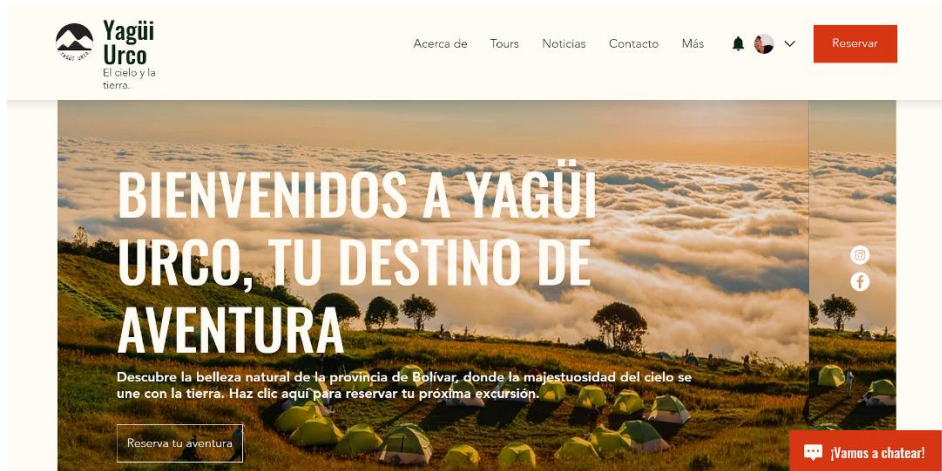 Yagüi
Urco
El cielo y la
tierra.
YAGÜI URCO
Acerca de
Tours
Noticias
Contacto
Más
Reservar
BIENVENIDOS A YAGÜI
URCO, TU DESTINO DE
AVENTURA
Descubre la belleza natural de la provincia de Bolívar, donde la majestuosidad del cielo se
une con la tierra. Haz clic aquí para reservar tu próxima excursión.
Reserva tu aventura
¡Vamos a chatear!